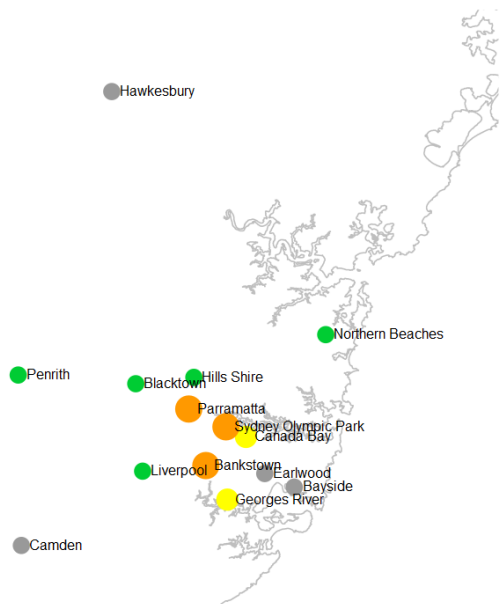 Hawkesbury
Northern Beaches
Penrith
Hills Shire
Blacktown
Parramatta
Sydney Olympic Park
Canada Bay
Bankstown
Liverpool
Earlwood
Bayside
Georges River
Camden